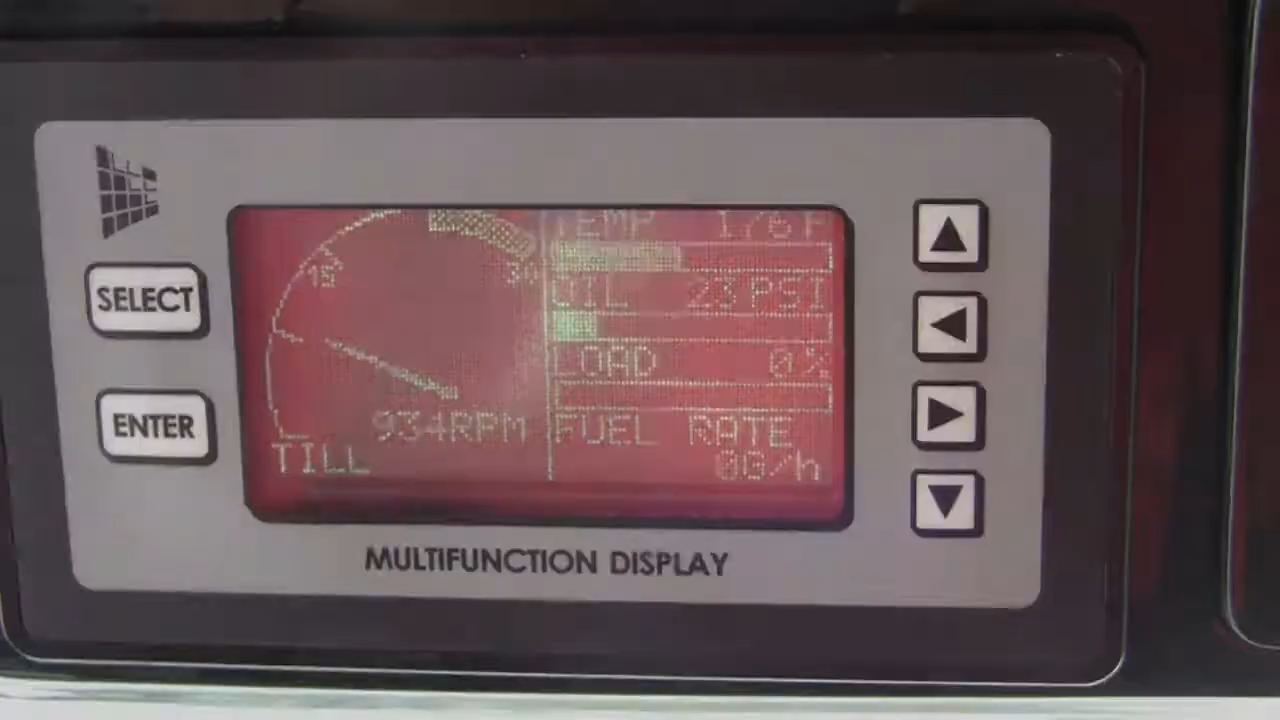 SELECT
ENTER
15
30
934RPM
TILL
TEMP 176F
OIL 23PSI
LOAD 0%
FUEL RATE
0G/h
MULTIFUNCTION DISPLAY